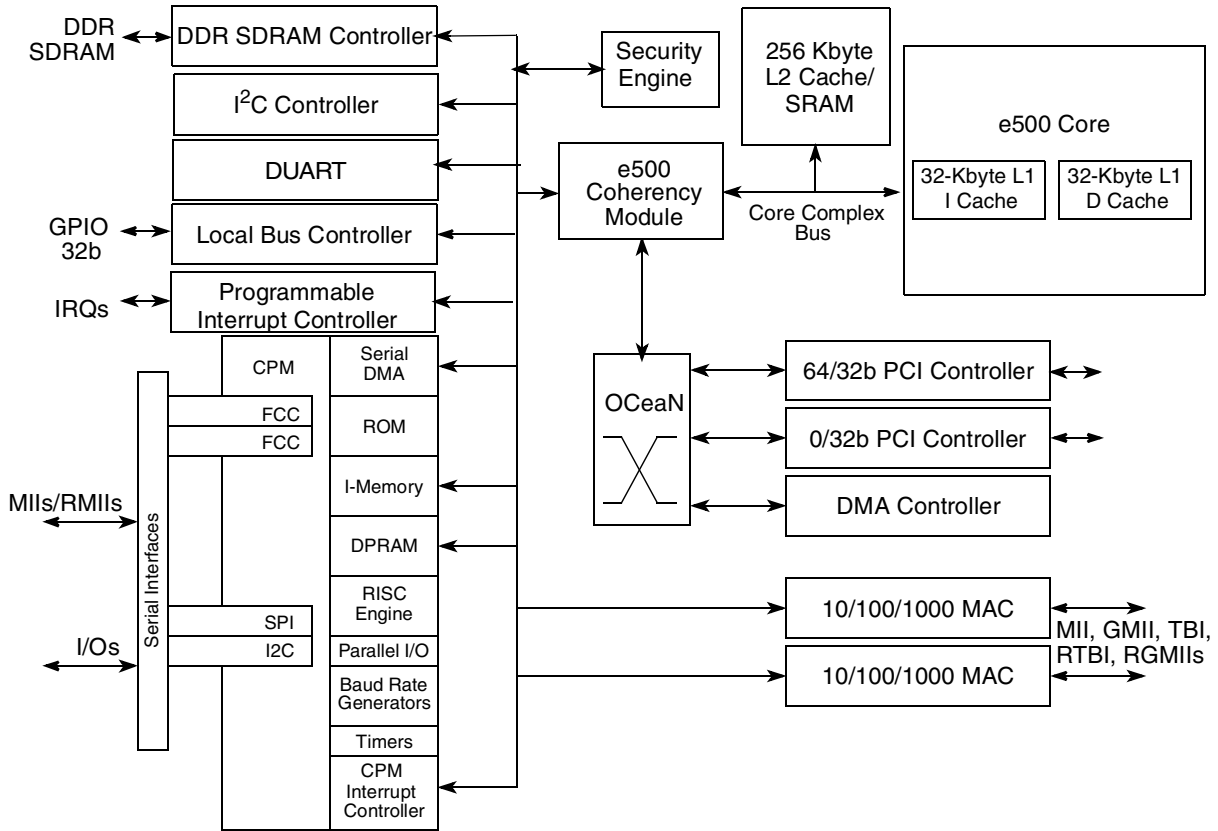 DDR
SDRAM
DDR SDRAM Controller
I²C Controller
DUART
GPIO
32b
Local Bus Controller
IRQs
Programmable
Interrupt Controller
Security
Engine
256 Kbyte
L2 Cache/
SRAM
e500 Core
32-Kbyte L1
I Cache
32-Kbyte L1
D Cache
e500
Coherency
Module
Core Complex
Bus
CPM
Serial
DMA
FCC
FCC
ROM
I-Memory
MIIs/RMIIs
DPRAM
Serial Interfaces
RISC
Engine
SPI
I/Os
I2C
Parallel I/O
Baud Rate
Generators
Timers
CPM
Interrupt
Controller
OCeaN
64/32b PCI Controller
0/32b PCI Controller
DMA Controller
10/100/1000 MAC
10/100/1000 MAC
MII, GMII, TBI,
RTBI, RGMIIs